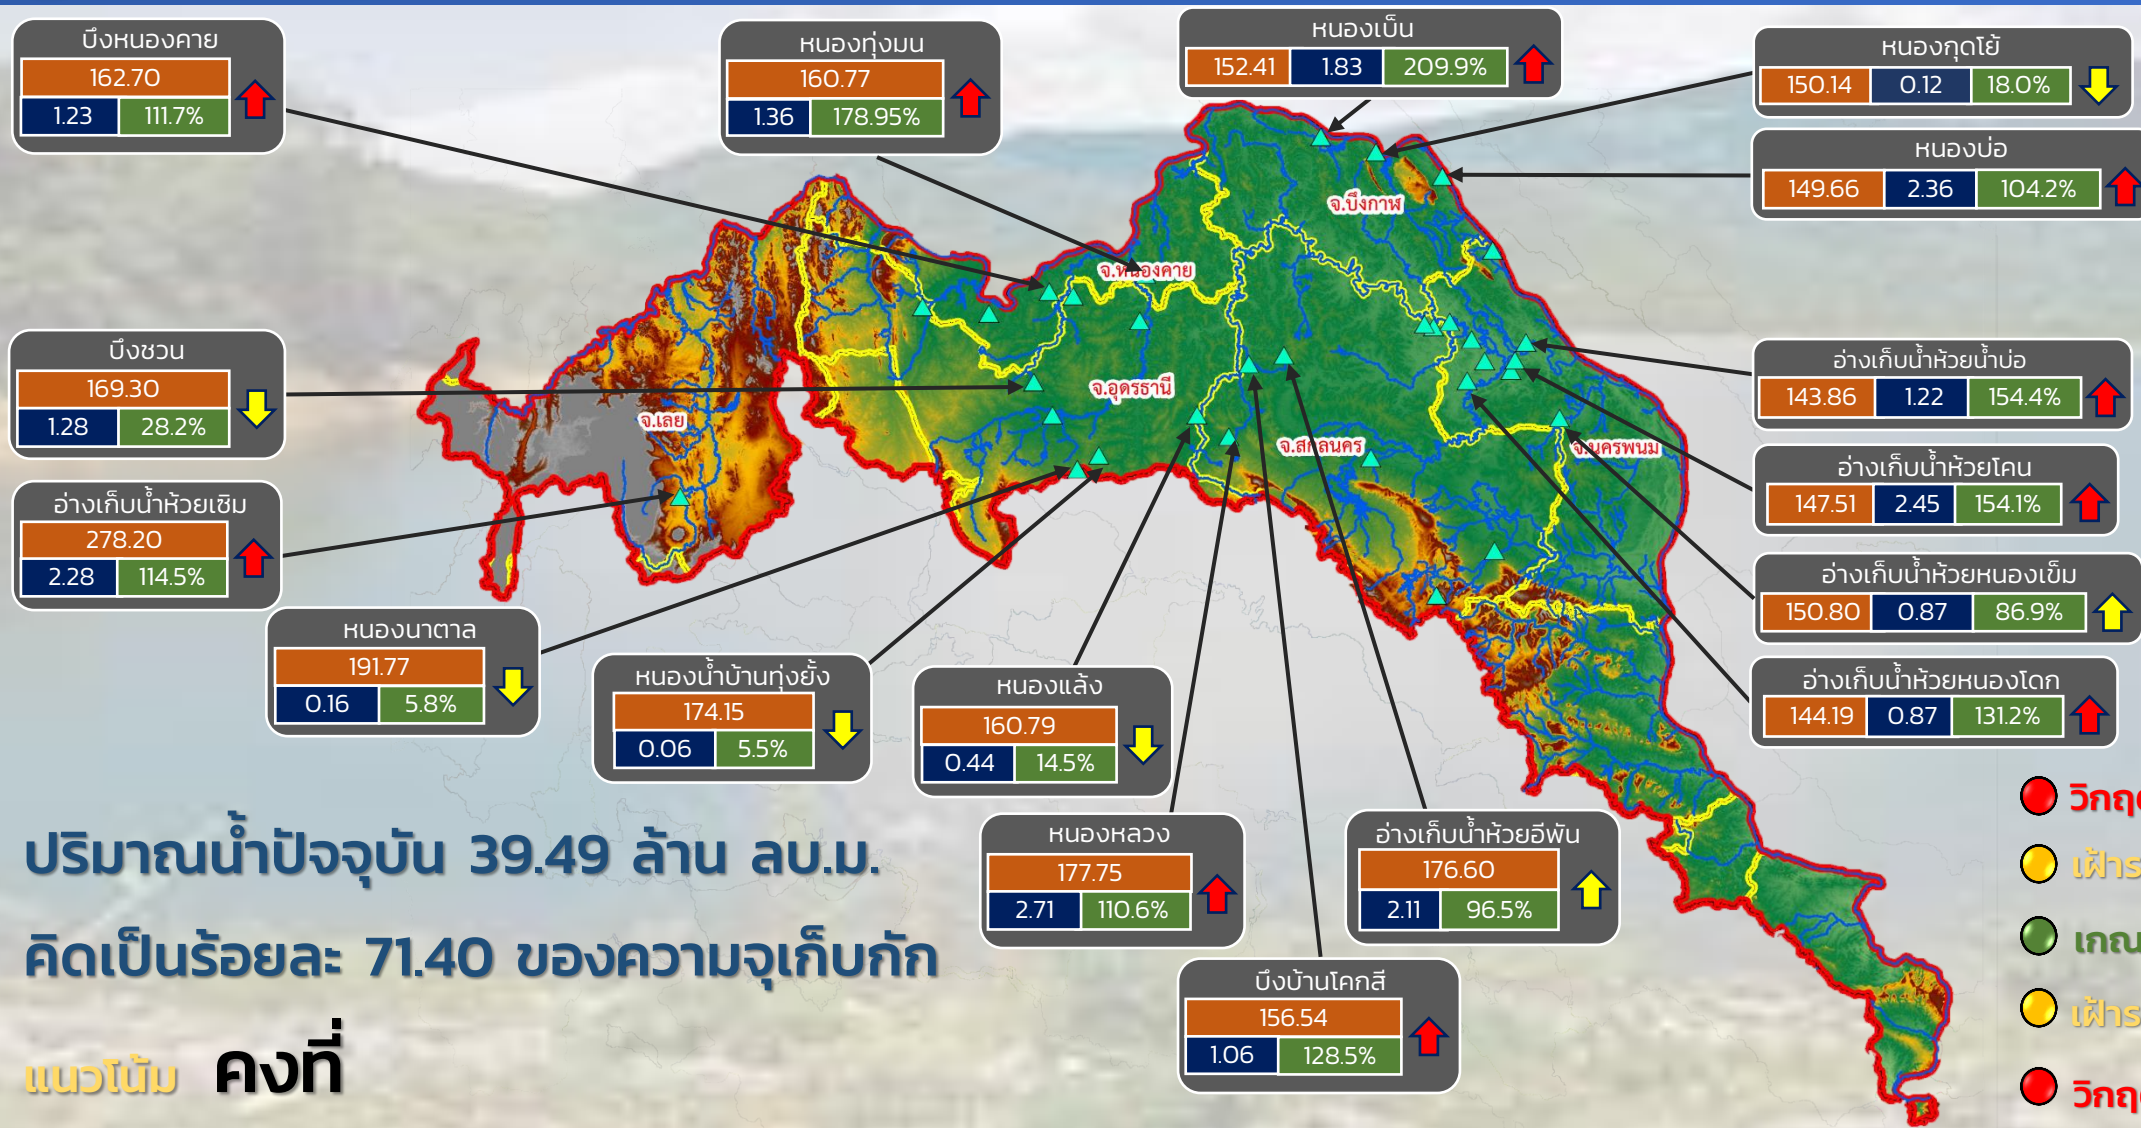 บึงหนองคาย
162.70
1.23 111.7%
หนองทุ่งมน
160.77
1.36 178.95%
หนองเบ็น
152.41 1.83 209.9%
หนองกุดโย้
150.14 0.12 18.0%
หนองบ่อ
149.66 2.36 104.2%
จ.บึงกาฬ
จ.หนองคาย
บึงชวน
169.30
1.28 28.2%
จ.อุดรธานี
จ.เลย
จ.สกลนคร
จ.นครพนม
อ่างเก็บน้ำห้วยน้ำบ่อ
143.86 1.22 154.4%
อ่างเก็บน้ำห้วยโคน
147.51 2.45 154.1%
อ่างเก็บน้ำห้วยเซิม
278.20
2.28 114.5%
อ่างเก็บน้ำห้วยหนองเข็ม
150.80 0.87 86.9%
หนองนาตาล
191.77
0.16 5.8%
หนองน้ำบ้านทุ่งยั้ง
174.15
0.06 5.5%
หนองแล้ง
160.79
0.44 14.5%
อ่างเก็บน้ำห้วยหนองโดก
144.19 0.87 131.2%
หนองหลวง
177.75
2.71 110.6%
อ่างเก็บน้ำห้วยอีพัน
176.60
2.11 96.5%
บึงบ้านโคกสี
156.54
1.06 128.5%
ปริมาณน้ำปัจจุบัน 39.49 ล้าน ลบ.ม.
คิดเป็นร้อยละ 71.40 ของความจุเก็บกัก
แนวโน้ม คงที่